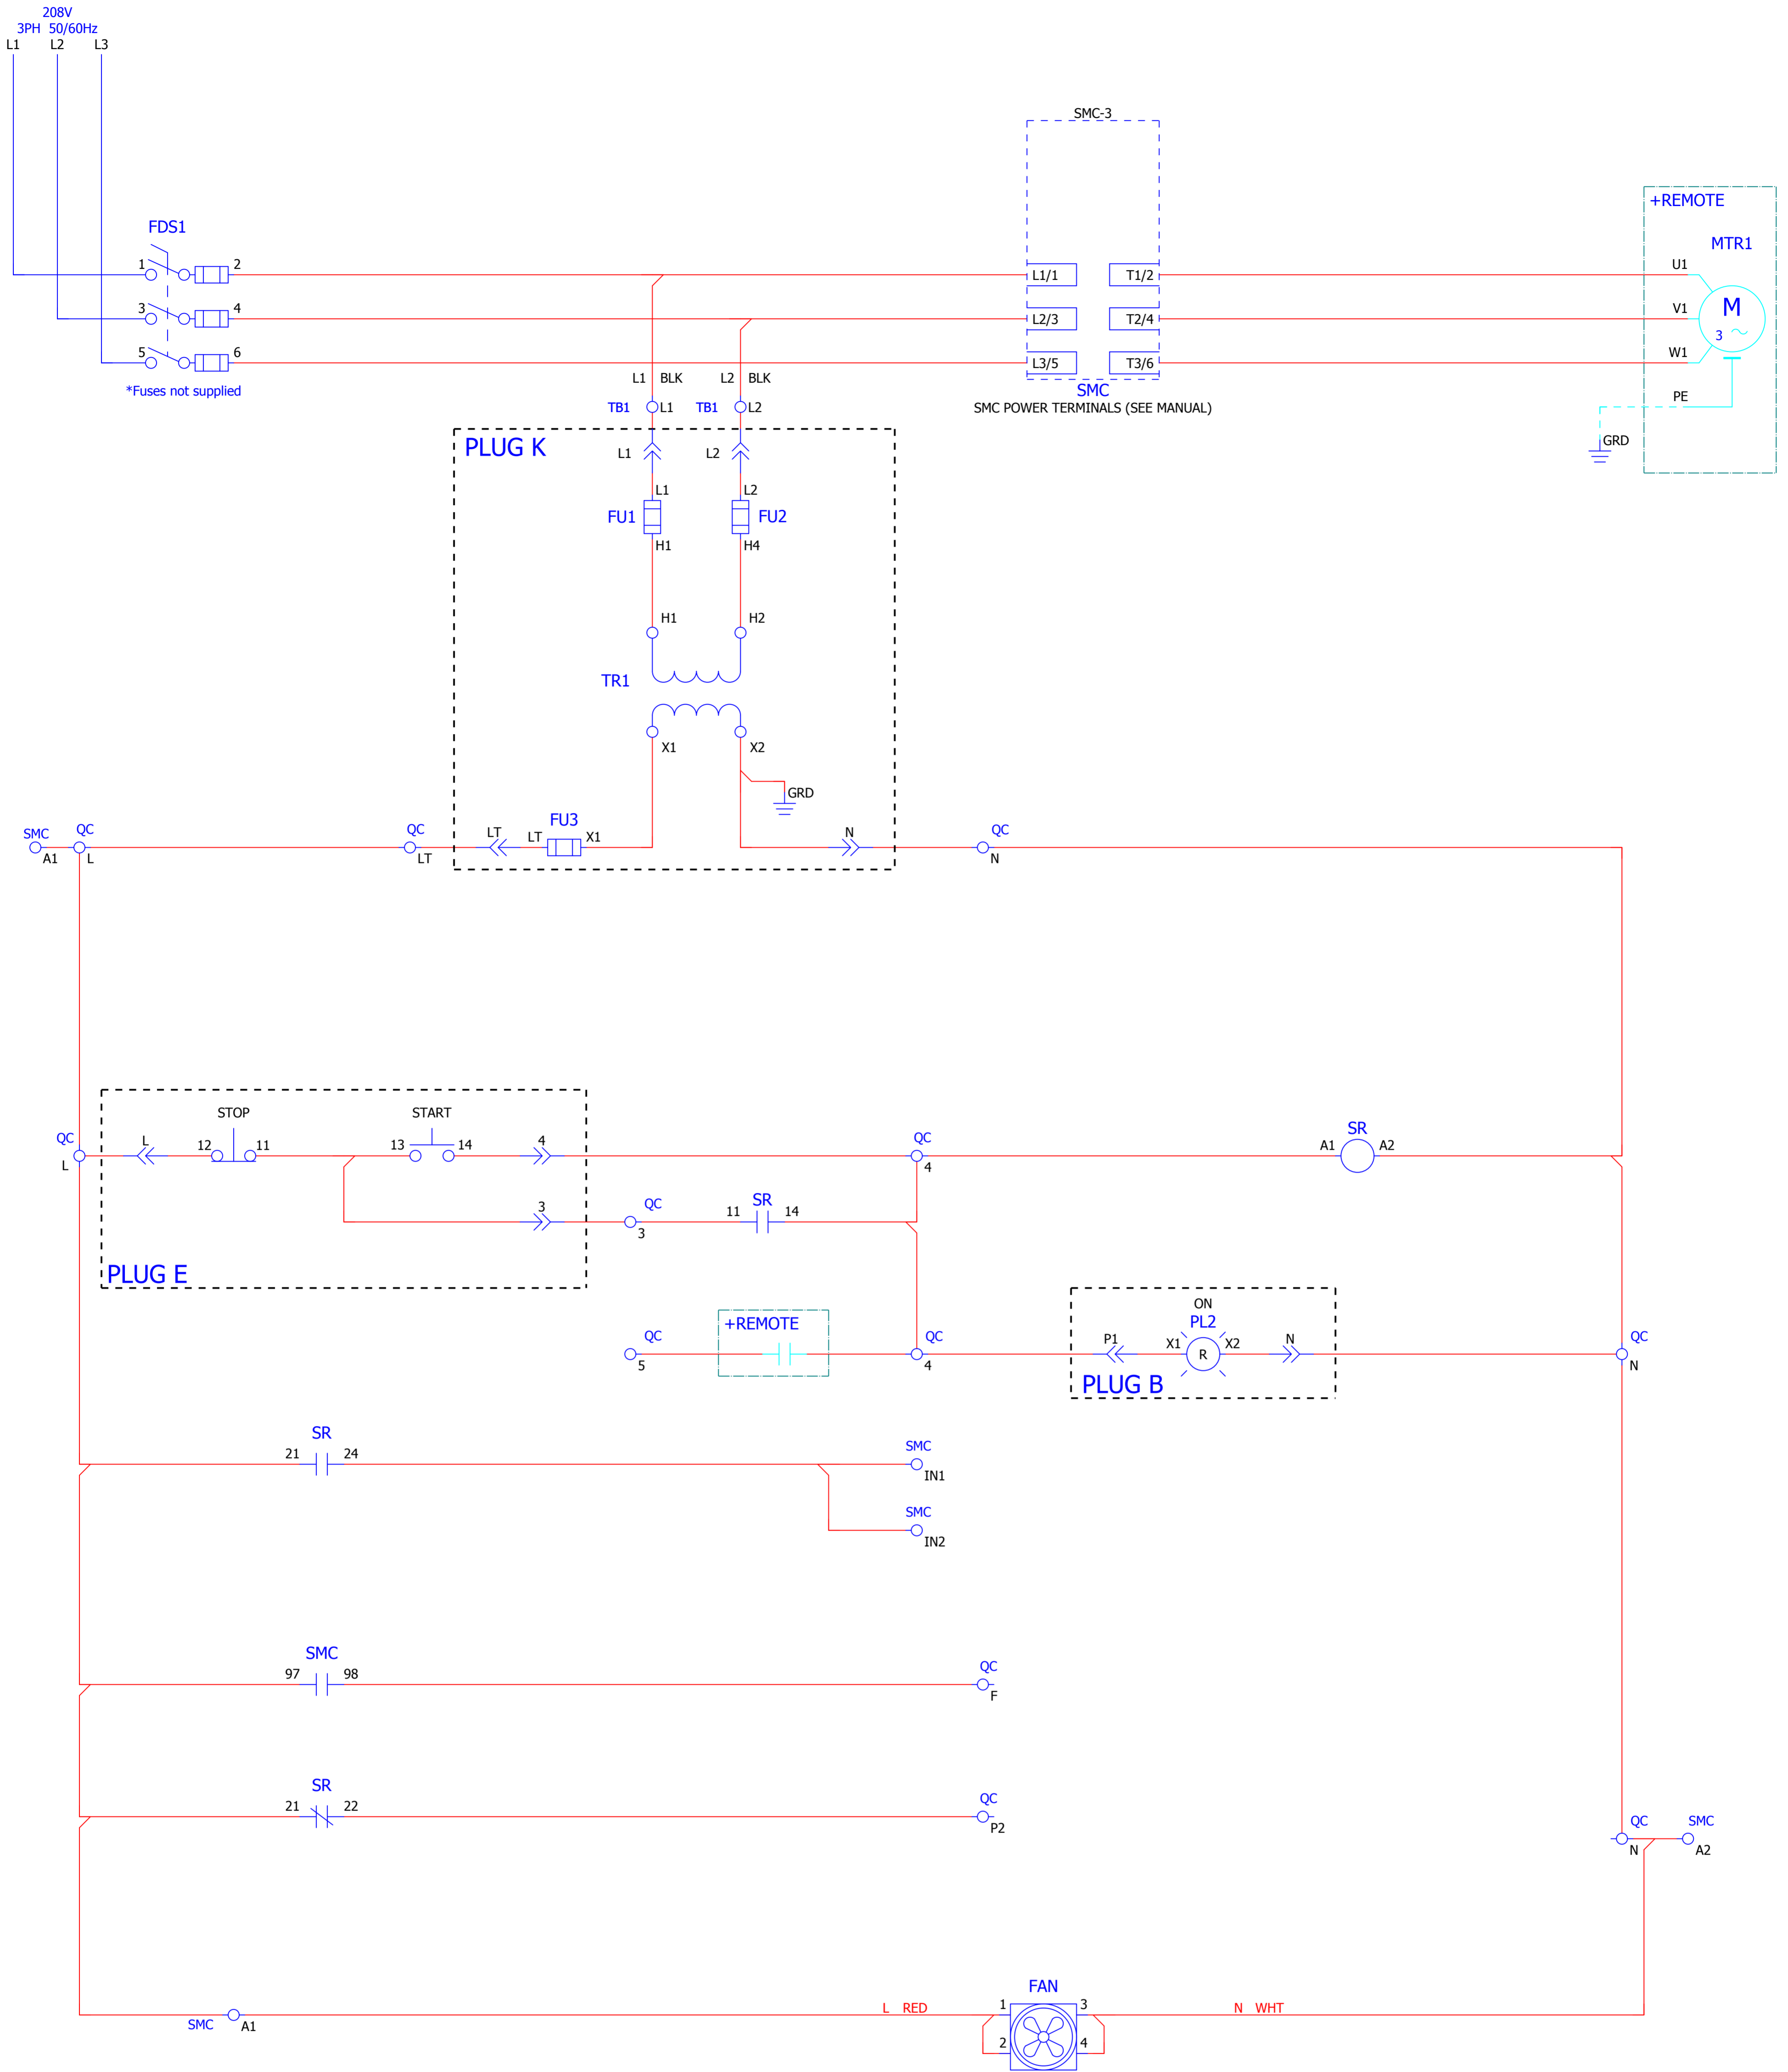 208V
3PH 50/60Hz
L1 L2 L3
SMC-3
+REMOTE
MTR1
FDS1
1 2
L1/1 T1/2
U1
3 4
L2/3 T2/4
V1
M
3
5 6
L3/5 T3/6
W1
*Fuses not supplied
L1 BLK L2 BLK
SMC
SMC POWER TERMINALS (SEE MANUAL)
PE
GRD
TB1 L1 TB1 L2
PLUG K
L1 L2
L1 L2
FU1 FU2
H1 H4
H1 H2
TR1
X1 X2
GRD
SMC QC QC
A1 L LT
LT LT FU3 X1
N QC
N
STOP START
QC L 12 11 13 14 4 QC
L 4
SR
A1 A2
3 QC 11 SR 14
3
PLUG E
+REMOTE
QC QC
5 4
ON
PL2
P1 X1 R X2 N
PLUG B
QC
N
SR
21 24
SMC
IN1
SMC
IN2
SMC
97 98
QC
F
SR
21 22
QC
P2
QC SMC
N A2
FAN
L RED 1 3 N WHT
SMC A1
2 4